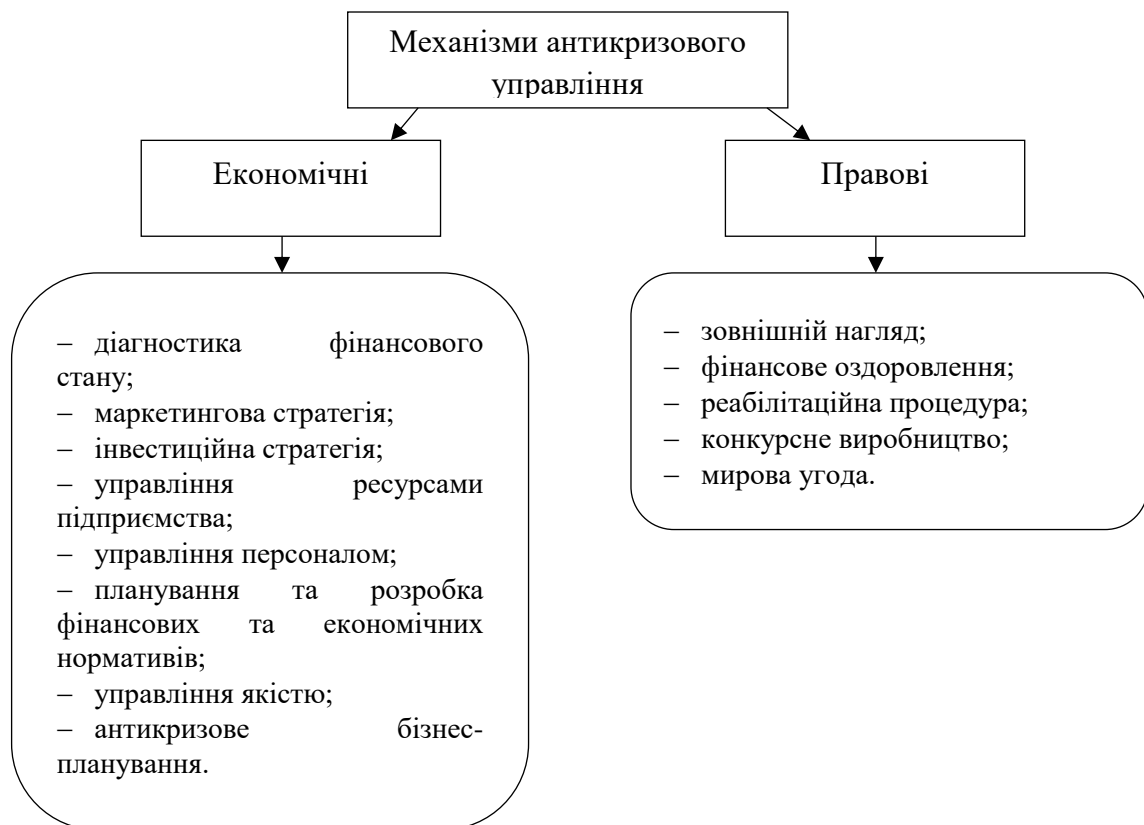 Механізми антикризового
управління
Економічні
Правові
– діагностика фінансового
стану;
– маркетингова стратегія;
– інвестиційна стратегія;
– управління ресурсами
підприємства;
– управління персоналом;
– планування та розробка
фінансових та економічних
нормативів;
– управління якістю;
– антикризове бізнес-
планування.
– зовнішній нагляд;
– фінансове оздоровлення;
– реабілітаційна процедура;
– конкурсне виробництво;
– мирова угода.